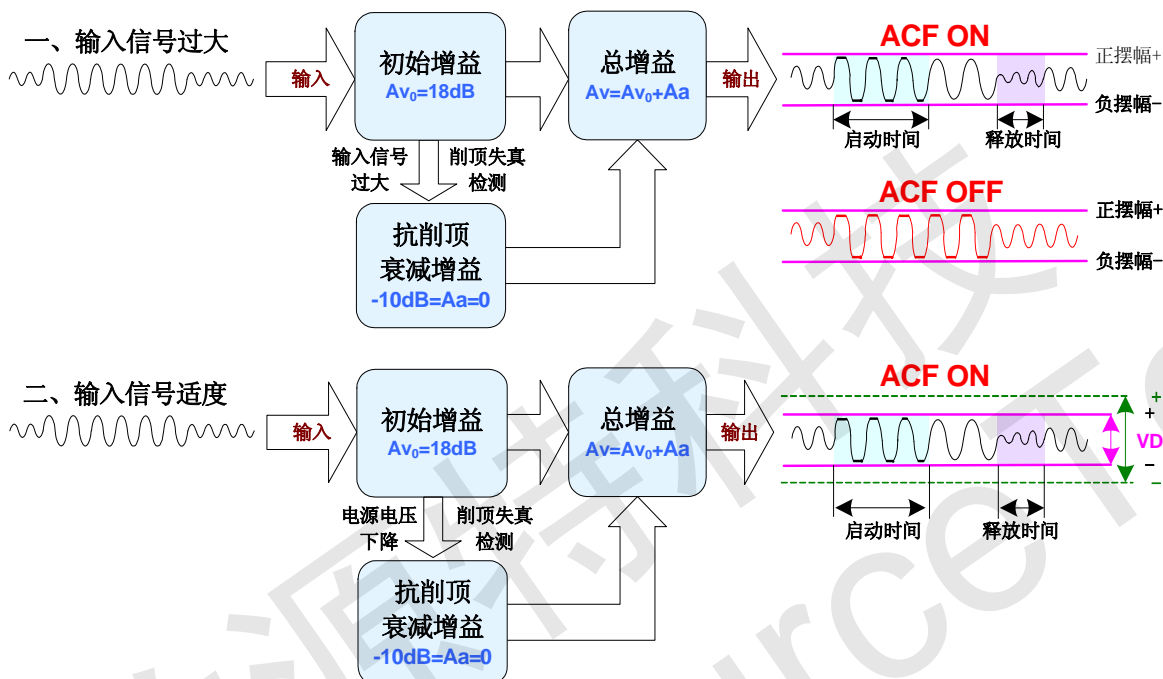 一、输入信号过大
输入
初始增益
Av₀=18dB
总增益
Av=Av₀+Aa
输出
ACF ON
正摆幅+
负摆幅−
启动时间
释放时间
输入信号
过大
削顶失真
检测
抗削顶
衰减增益
-10dB=Aa=0
ACF OFF
正摆幅+
负摆幅−
二、输入信号适度
输入
初始增益
Av₀=18dB
总增益
Av=Av₀+Aa
输出
ACF ON
+
+
VD
−
−
启动时间
释放时间
电源电压
下降
削顶失真
检测
抗削顶
衰减增益
-10dB=Aa=0
源特科技